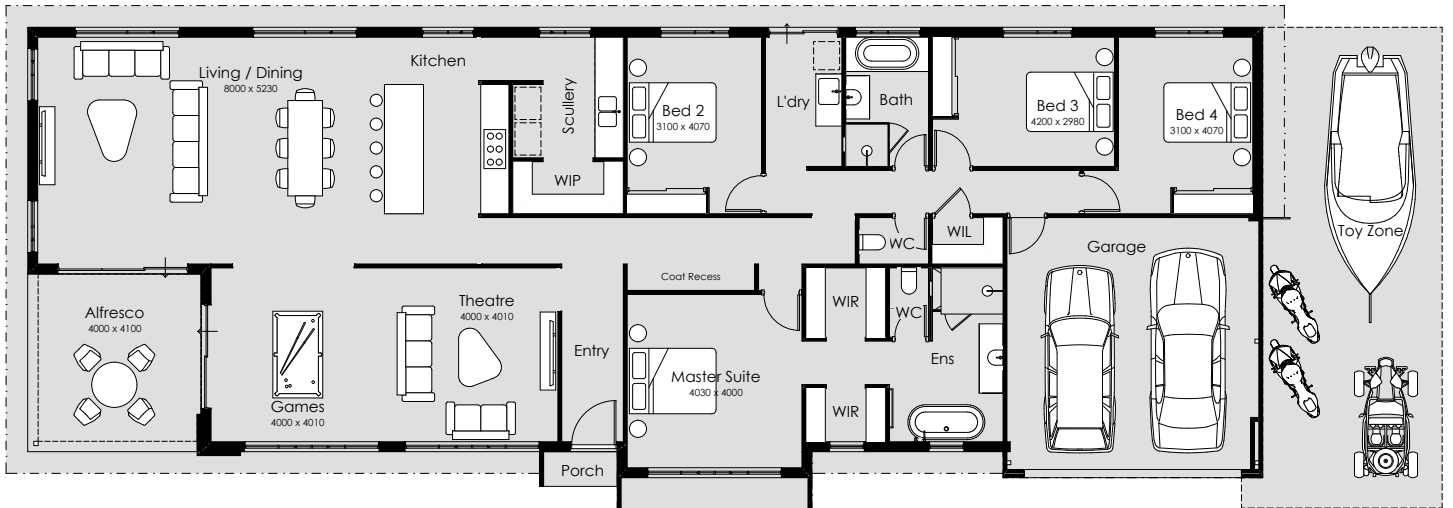 Living / Dining
8000 x 5230
Kitchen
Scullery
WIP
Bed 2
3100 x 4070
L'dry
Bath
Bed 3
4200 x 2980
Bed 4
3100 x 4070
Toy Zone
WC
WIL
Garage
Coat Recess
Alfresco
4000 x 4100
Games
4000 x 4010
Theatre
4000 x 4010
Entry
Porch
Master Suite
4030 x 4000
WIR
WIR
WC
Ens